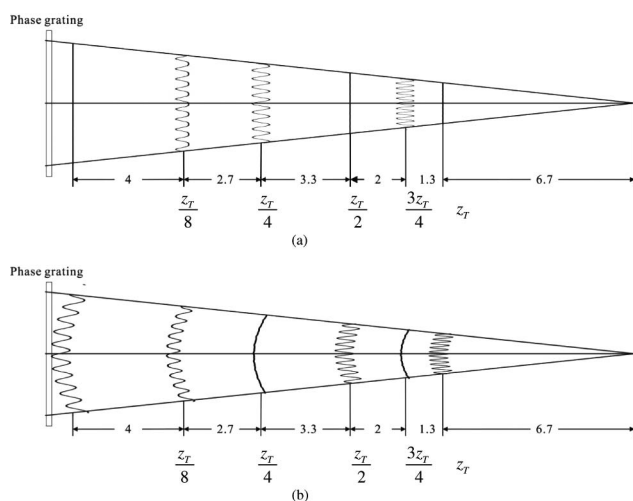 Phase grating
4 2.7 3.3 2 1.3 6.7
z_T/8 z_T/4 z_T/2 3z_T/4 z_T
(a)
Phase grating
4 2.7 3.3 2 1.3 6.7
z_T/8 z_T/4 z_T/2 3z_T/4 z_T
(b)